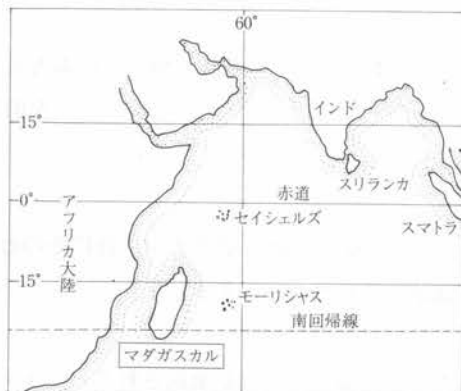 60°
インド
15°
スリランカ
赤道
0°
セイシェルズ
スマトラ
アフリカ大陸
15°
モーリシャス
南回帰線
マダガスカル